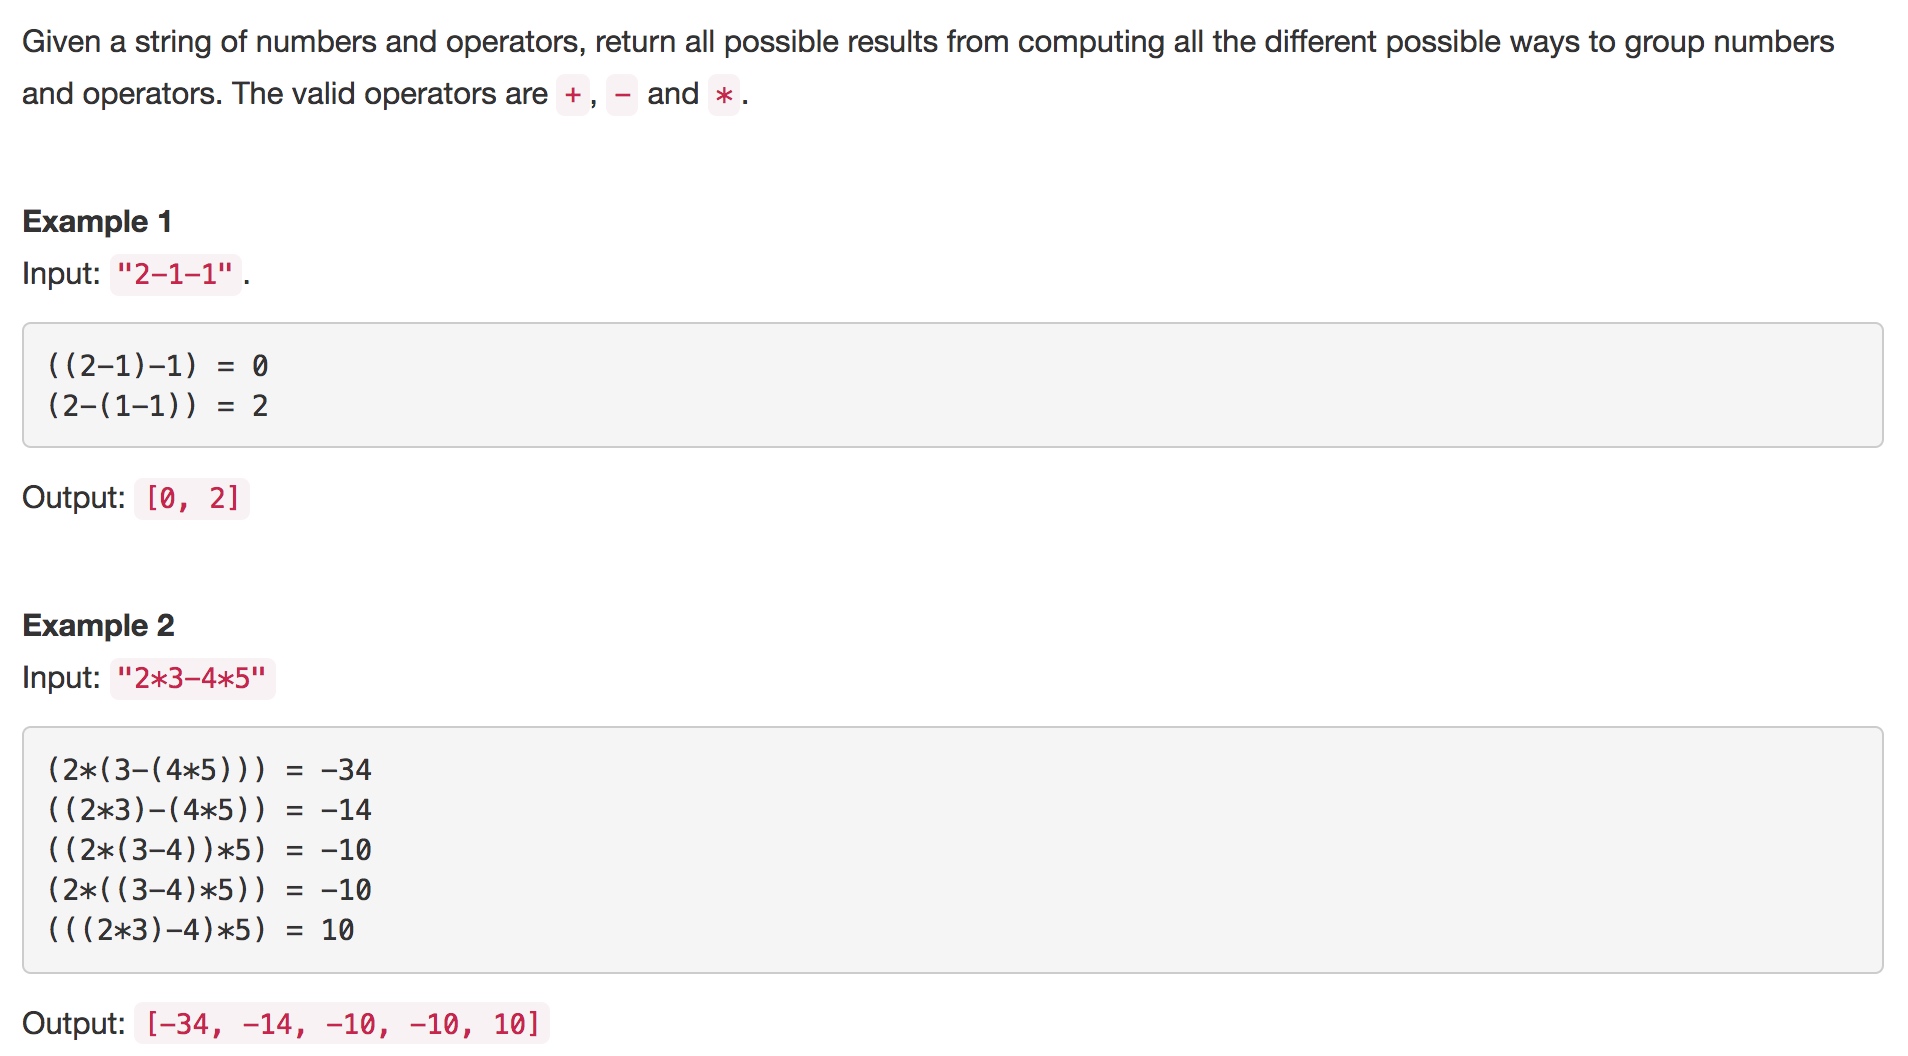 Given a string of numbers and operators, return all possible results from computing all the different possible ways to group numbers
and operators. The valid operators are +, - and *.
Example 1
Input: "2-1-1".
((2-1)-1) = 0
(2-(1-1)) = 2
Output: [0, 2]
Example 2
Input: "2*3-4*5"
(2*(3-(4*5))) = -34
((2*3)-(4*5)) = -14
((2*(3-4))*5) = -10
(2*((3-4)*5)) = -10
(((2*3)-4)*5) = 10
Output: [-34, -14, -10, -10, 10]